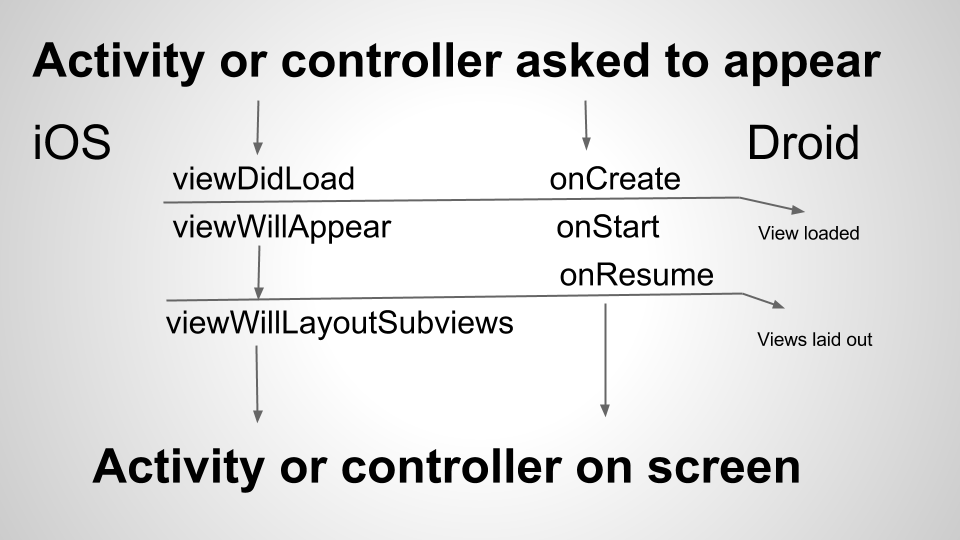 Activity or controller asked to appear
iOS
Droid
viewDidLoad
onCreate
viewWillAppear
onStart
View loaded
onResume
viewWillLayoutSubviews
Views laid out
Activity or controller on screen